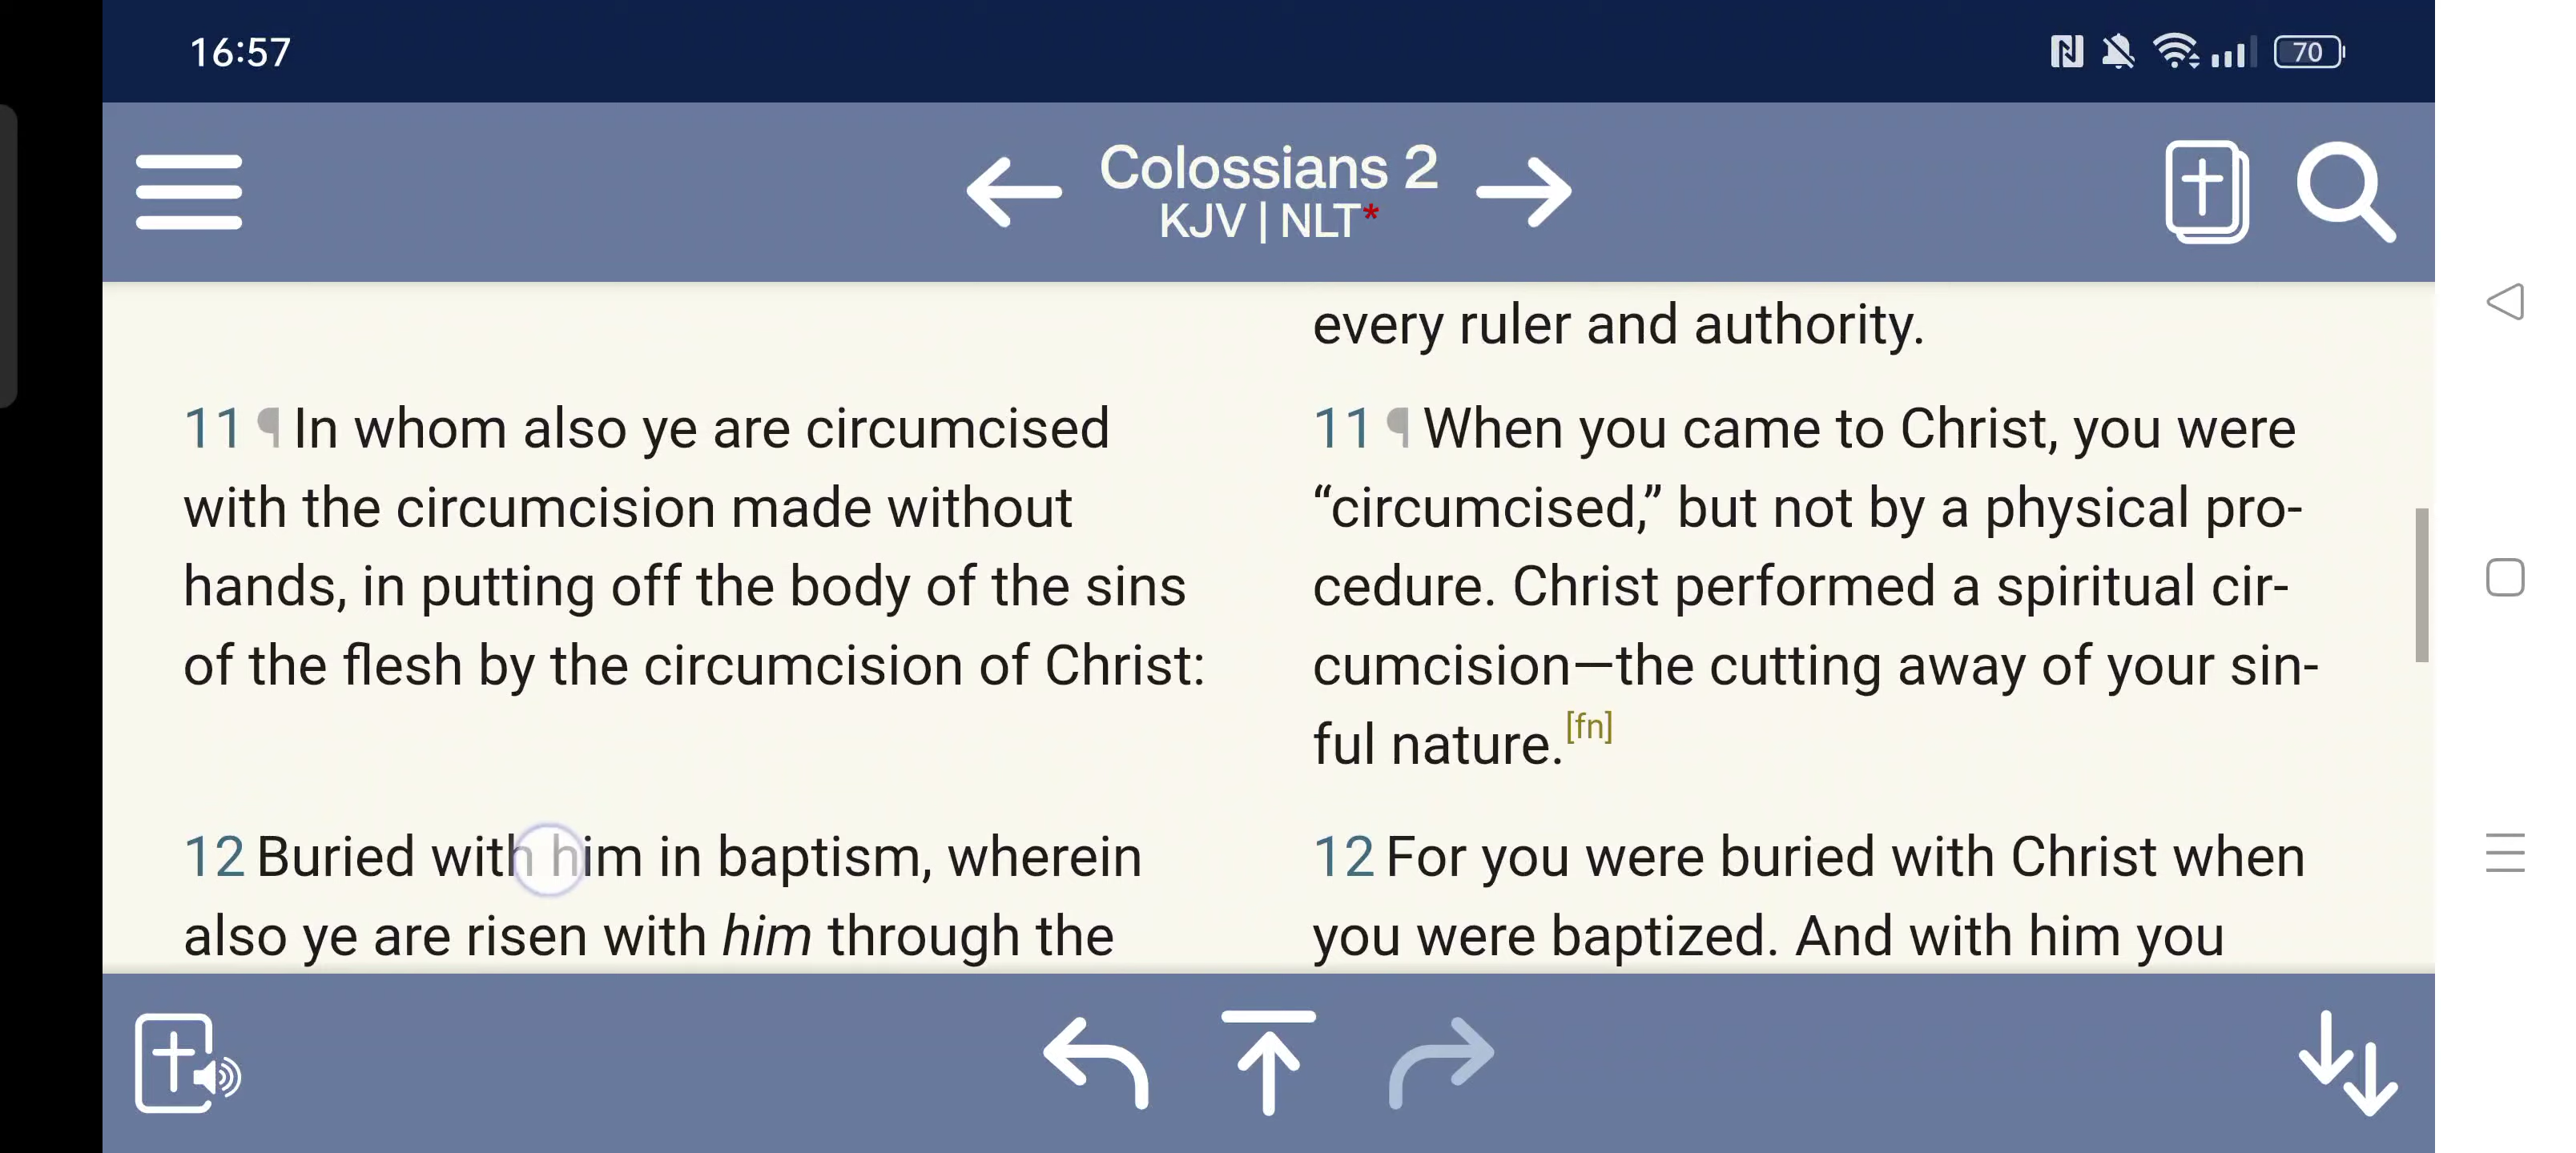 16:57
70
Colossians 2
KJV | NLT*
every ruler and authority.
11 ¶ In whom also ye are circumcised
with the circumcision made without
hands, in putting off the body of the sins
of the flesh by the circumcision of Christ:
12 Buried with him in baptism, wherein
also ye are risen with him through the
11 ¶ When you came to Christ, you were
“circumcised,” but not by a physical pro-
cedure. Christ performed a spiritual cir-
cumcision—the cutting away of your sin-
ful nature.[fn]
12 For you were buried with Christ when
you were baptized. And with him you